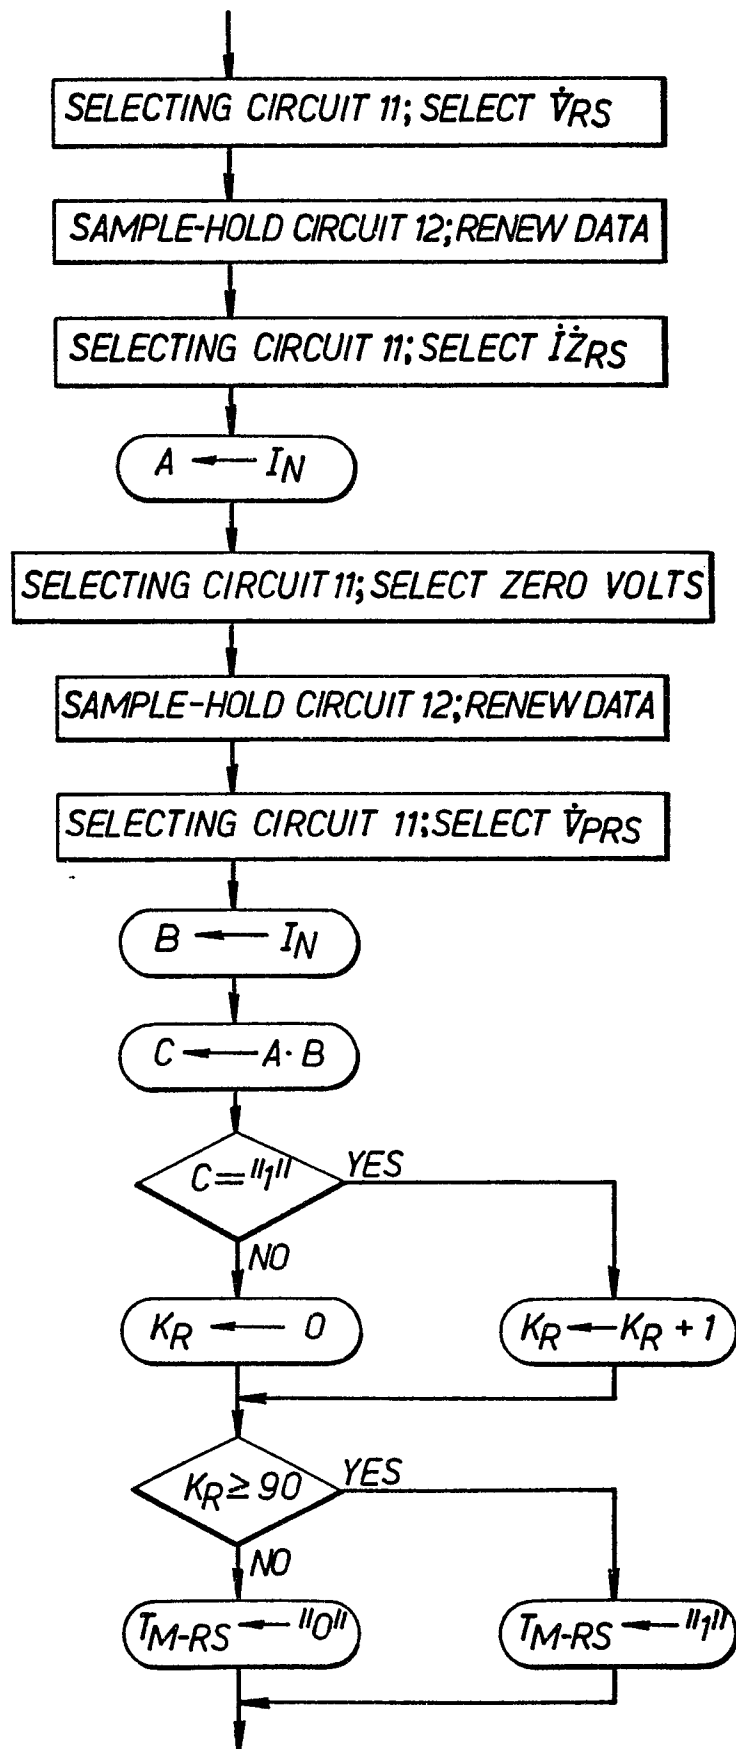 SELECTING CIRCUIT 11; SELECT V̇RS
SAMPLE-HOLD CIRCUIT 12; RENEW DATA
SELECTING CIRCUIT 11; SELECT İŻRS
A ← IN
SELECTING CIRCUIT 11; SELECT ZERO VOLTS
SAMPLE-HOLD CIRCUIT 12; RENEW DATA
SELECTING CIRCUIT 11; SELECT V̇PRS
B ← IN
C ← A · B
C = "1"
YES
NO
KR ← 0
KR ← KR + 1
KR ≥ 90
YES
NO
TM-RS ← "0"
TM-RS ← "1"